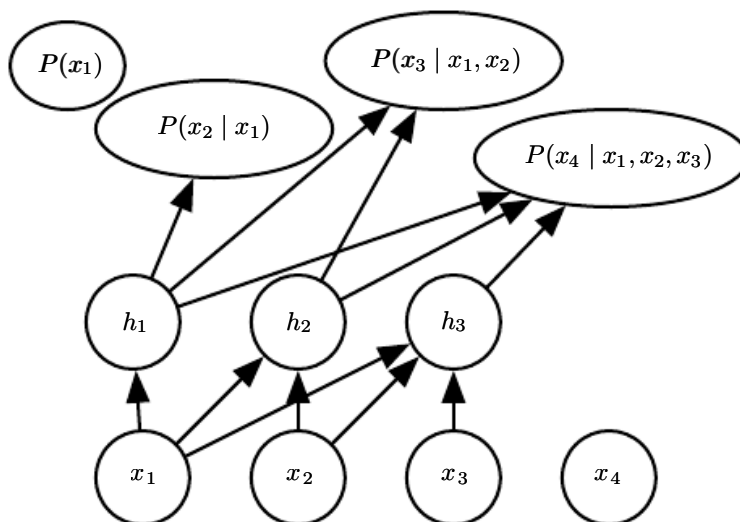 P(x₁)
P(x₃ | x₁, x₂)
P(x₂ | x₁)
P(x₄ | x₁, x₂, x₃)
h₁
h₂
h₃
x₁
x₂
x₃
x₄